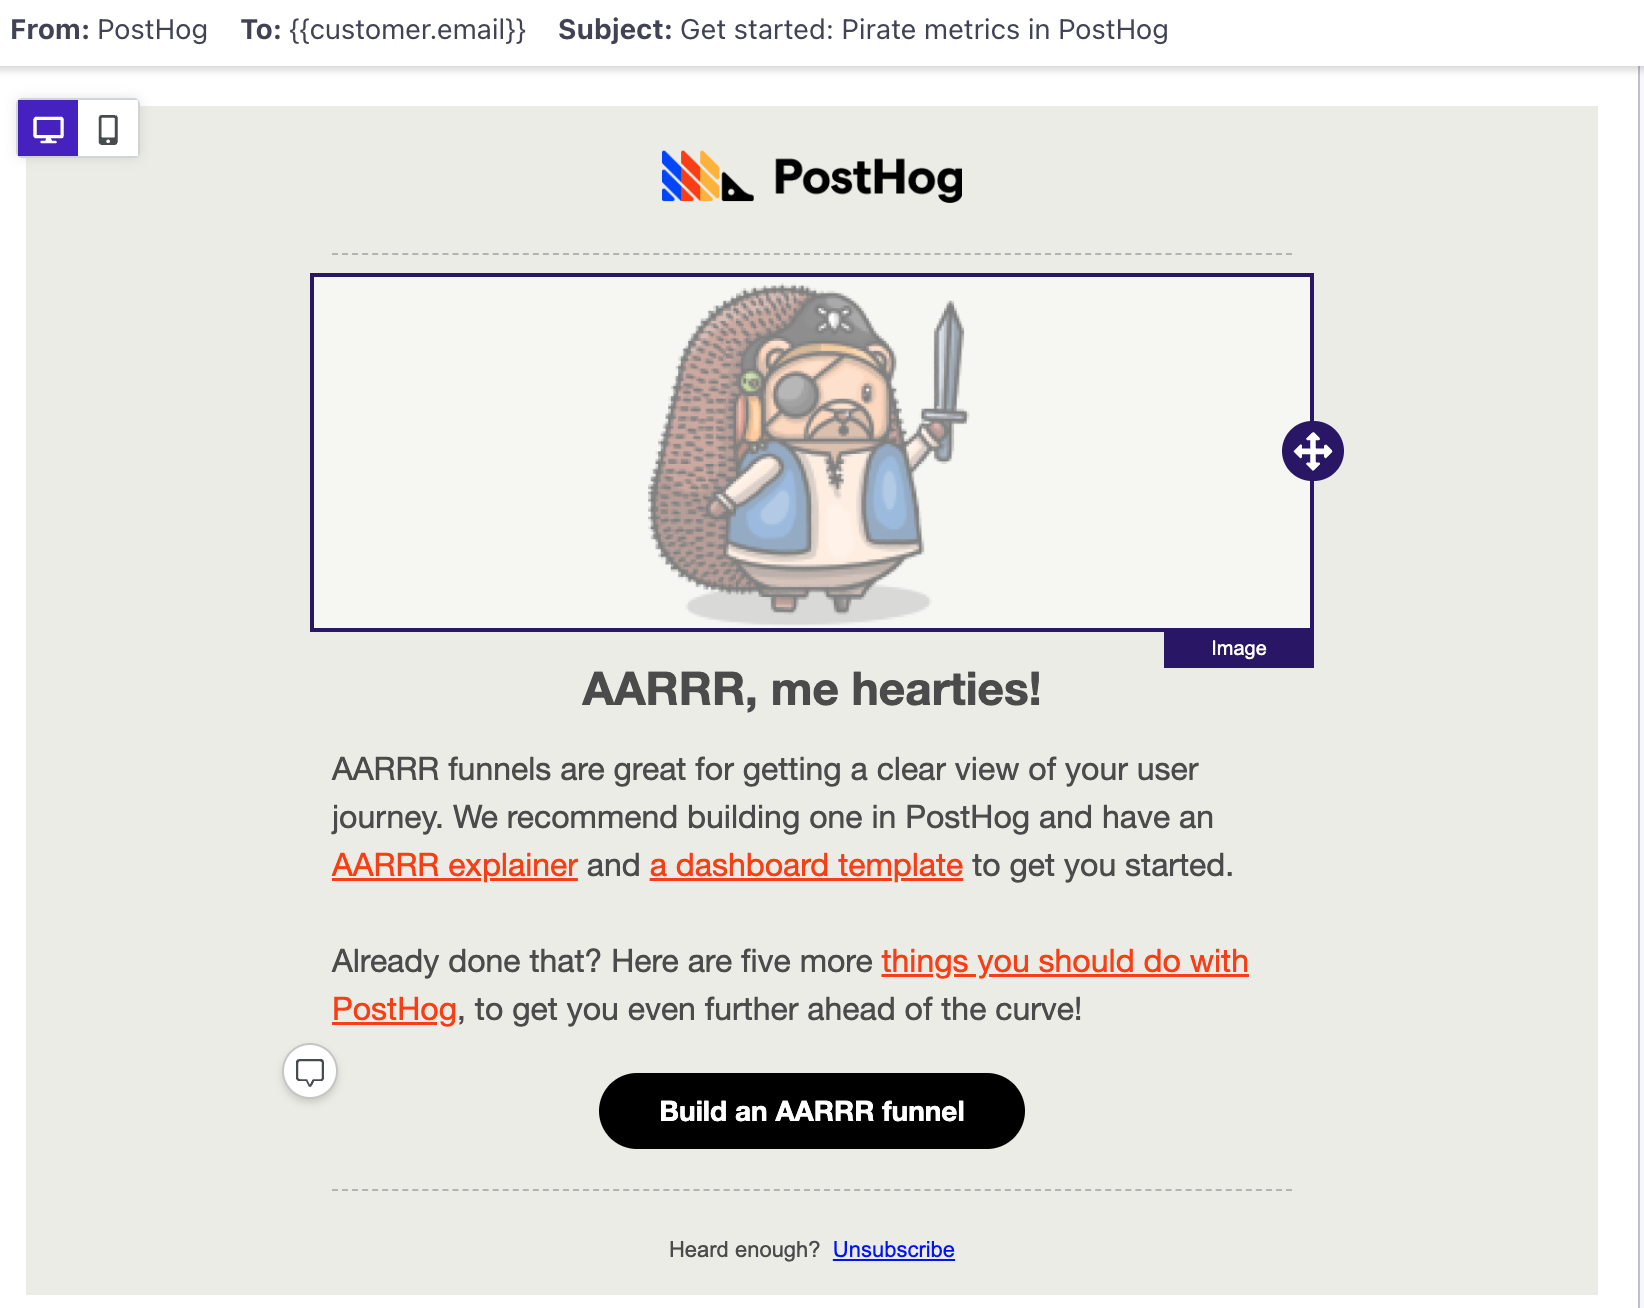 From: PostHog To: {{customer.email}} Subject: Get started: Pirate metrics in PostHog
PostHog
Image
AARRR, me hearties!
AARRR funnels are great for getting a clear view of your user
journey. We recommend building one in PostHog and have an
AARRR explainer and a dashboard template to get you started.
Already done that? Here are five more things you should do with
PostHog, to get you even further ahead of the curve!
Build an AARRR funnel
Heard enough? Unsubscribe